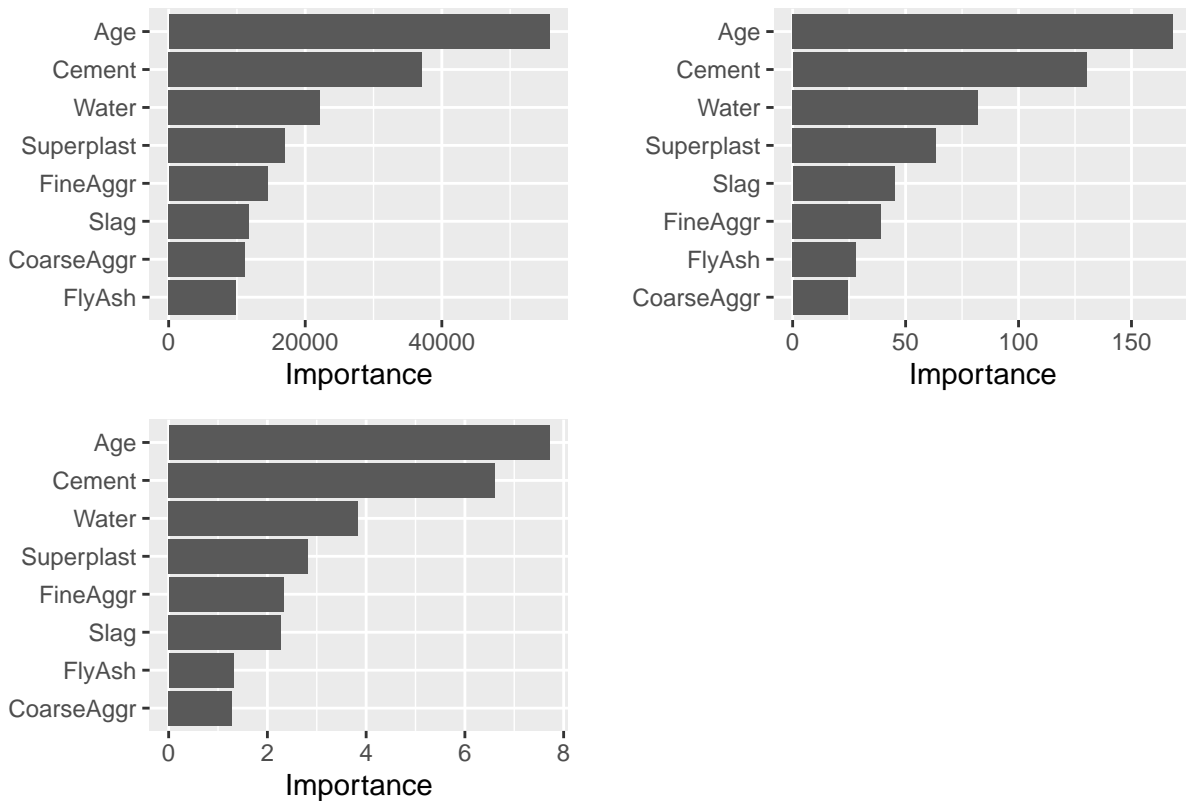 Age
Cement
Water
Superplast
FineAggr
Slag
CoarseAggr
FlyAsh
0 20000 40000
Importance
Age
Cement
Water
Superplast
Slag
FineAggr
FlyAsh
CoarseAggr
0 50 100 150
Importance
Age
Cement
Water
Superplast
FineAggr
Slag
FlyAsh
CoarseAggr
0 2 4 6 8
Importance